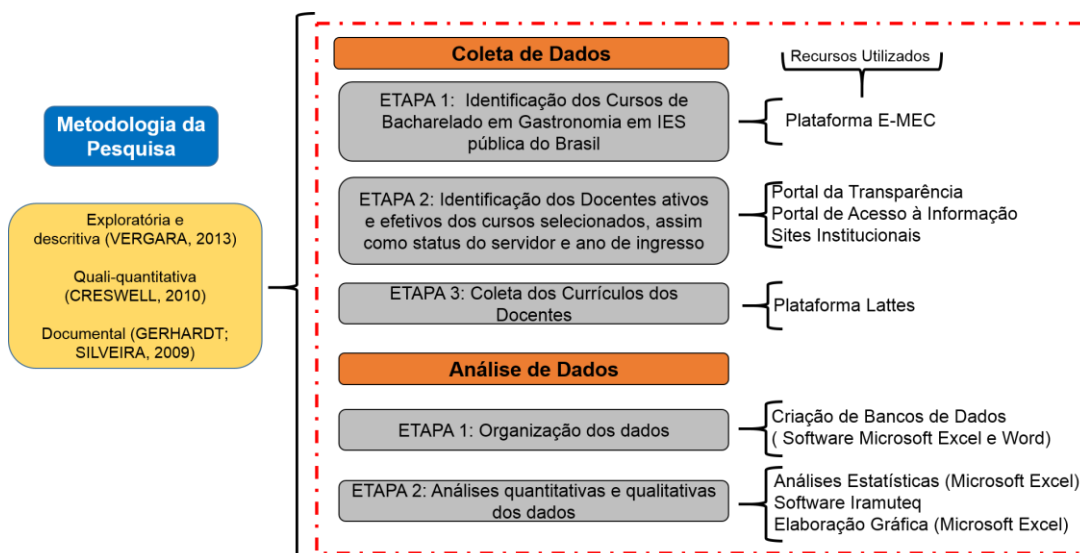 Metodologia da
Pesquisa
Exploratória e
descritiva (VERGARA, 2013)
Quali-quantitativa
(CRESWELL, 2010)
Documental (GERHARDT;
SILVEIRA, 2009)
Coleta de Dados
Recursos Utilizados
ETAPA 1:  Identificação dos Cursos de
Bacharelado em Gastronomia em IES
pública do Brasil
Plataforma E-MEC
ETAPA 2: Identificação dos Docentes ativos
e efetivos dos cursos selecionados, assim
como status do servidor e ano de ingresso
Portal da Transparência
Portal de Acesso à Informação
Sites Institucionais
ETAPA 3: Coleta dos Currículos dos
Docentes
Plataforma Lattes
Análise de Dados
ETAPA 1: Organização dos dados
Criação de Bancos de Dados
( Software Microsoft Excel e Word)
ETAPA 2: Análises quantitativas e qualitativas
dos dados
Análises Estatísticas (Microsoft Excel)
Software Iramuteq
Elaboração Gráfica (Microsoft Excel)